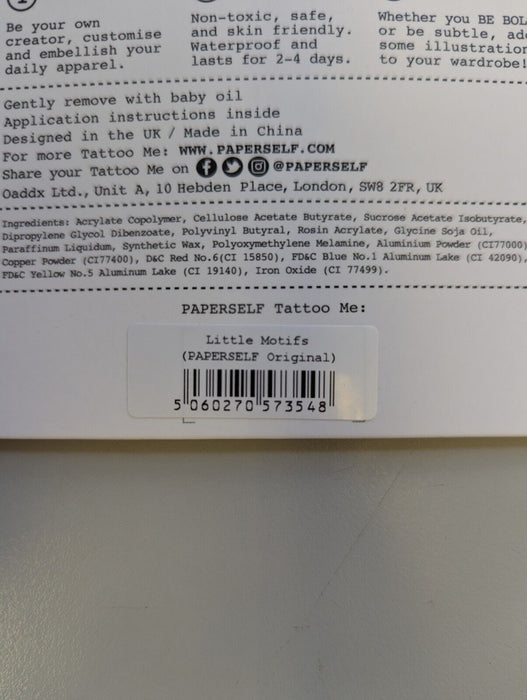 Be your own
creator, customise
and embellish your
daily apparel.
Non-toxic, safe,
and skin friendly.
Waterproof and
lasts for 2-4 days.
Whether you BE BOL
or be subtle, add
some illustration
to your wardrobe!
Gently remove with baby oil
Application instructions inside
Designed in the UK / Made in China
For more Tattoo Me: WWW.PAPERSELF.COM
Share your Tattoo Me on @PAPERSELF
Oaddx Ltd., Unit A, 10 Hebden Place, London, SW8 2FR, UK
Ingredients: Acrylate Copolymer, Cellulose Acetate Butyrate, Sucrose Acetate Isobutyrate,
Dipropylene Glycol Dibenzoate, Polyvinyl Butyral, Rosin Acrylate, Glycine Soja Oil,
Paraffinum Liquidum, Synthetic Wax, Polyoxymethylene Melamine, Aluminium Powder (CI77000)
Copper Powder (CI77400), D&C Red No.6(CI 15850), FD&C Blue No.1 Aluminum Lake (CI 42090),
FD&C Yellow No.5 Aluminum Lake (CI 19140), Iron Oxide (CI 77499).
PAPERSELF Tattoo Me:
Little Motifs
(PAPERSELF Original)
5 060270 573548